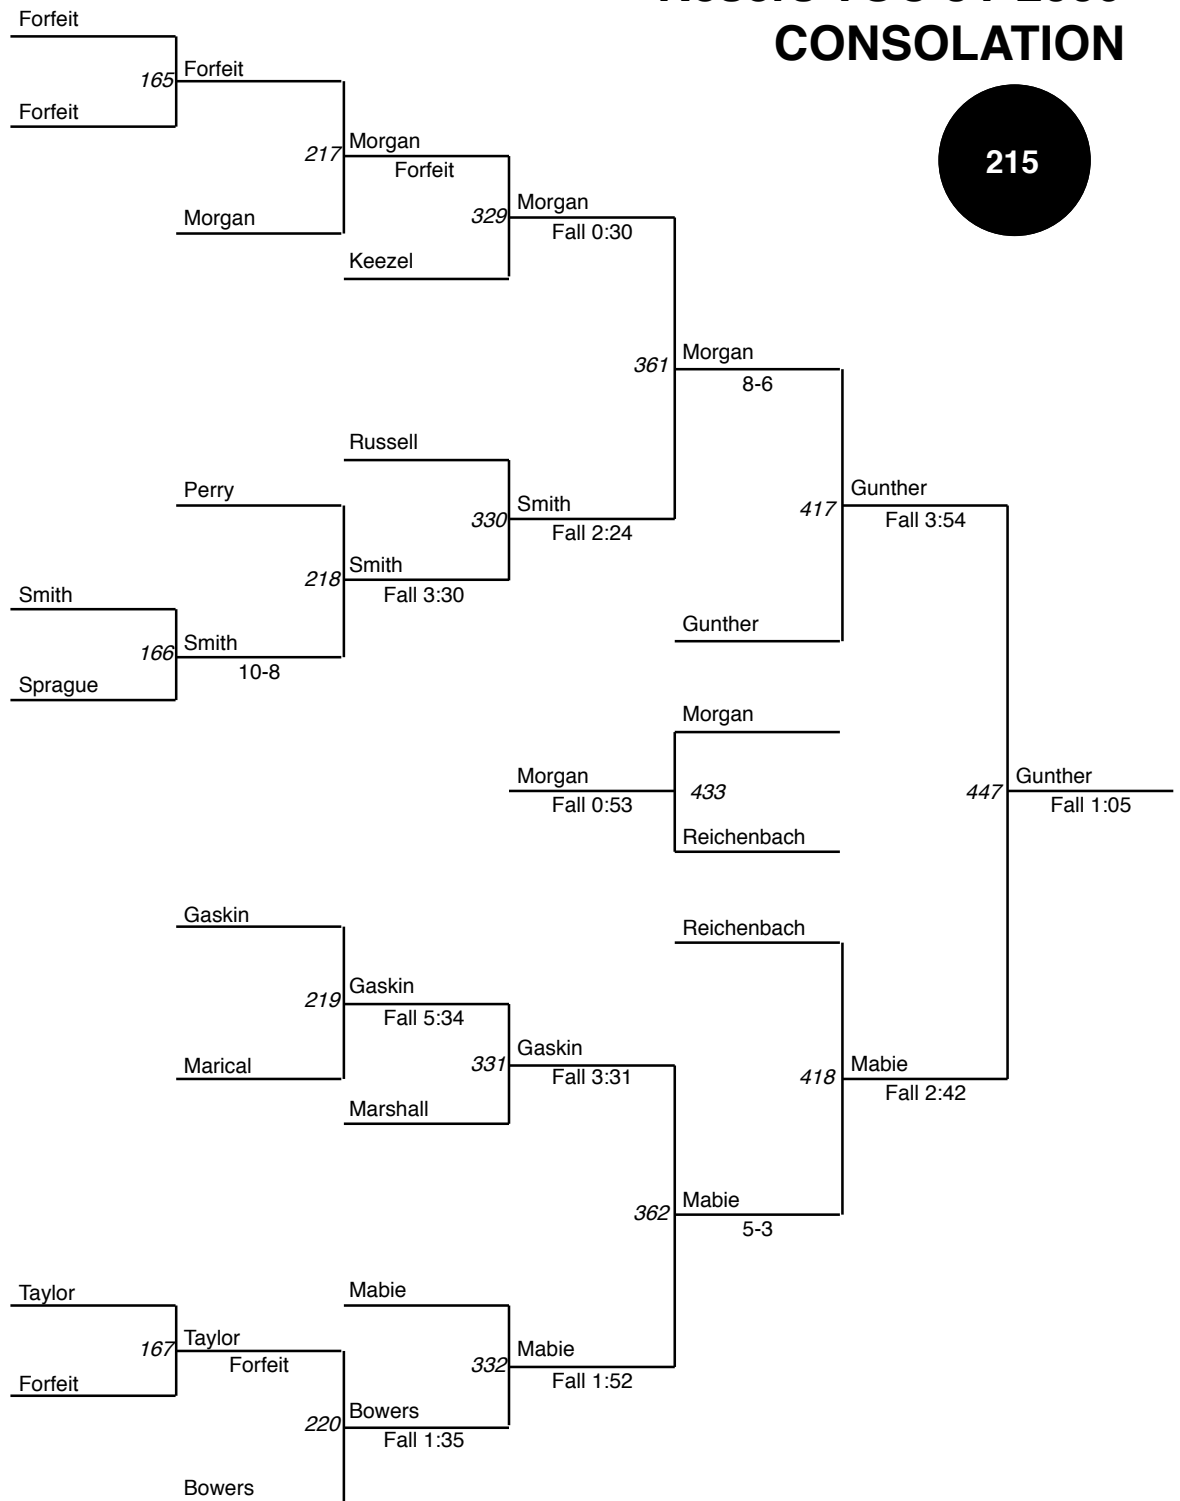 CONSOLATION
215
Forfeit
165
Forfeit
Forfeit
217
Morgan
Forfeit
Morgan
329
Morgan
Fall 0:30
Keezel
361
Morgan
8-6
Russell
Perry
330
Smith
Fall 2:24
417
Gunther
Fall 3:54
218
Smith
Fall 3:30
Smith
166
Smith
10-8
Sprague
Gunther
Morgan
Morgan
Fall 0:53
433
447
Gunther
Fall 1:05
Reichenbach
Gaskin
Reichenbach
219
Gaskin
Fall 5:34
Marical
331
Gaskin
Fall 3:31
418
Mabie
Fall 2:42
Marshall
362
Mabie
5-3
Taylor
Mabie
167
Taylor
Forfeit
332
Mabie
Fall 1:52
Forfeit
220
Bowers
Fall 1:35
Bowers